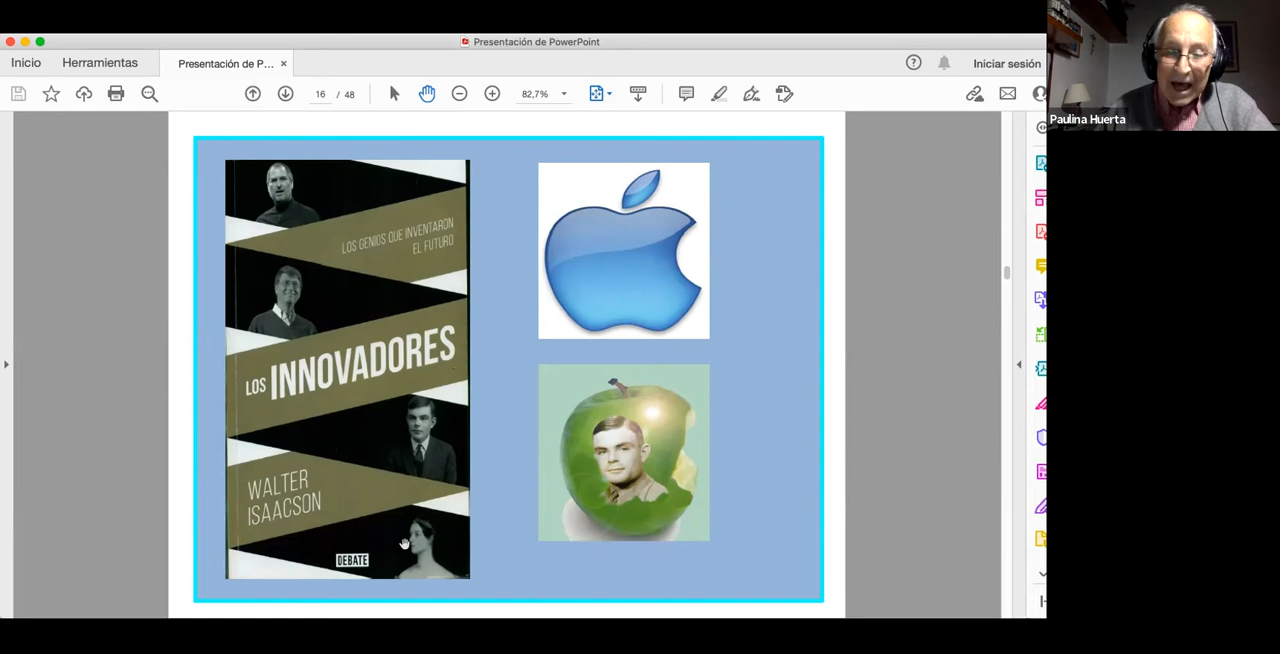 Presentación de PowerPoint
Inicio
Herramientas
Presentación de P... ×
Iniciar sesión
16 / 48
82,7%
Paulina Huerta
LOS GENIOS QUE INVENTARON
EL FUTURO
LOS INNOVADORES
WALTER
ISAACSON
DEBATE